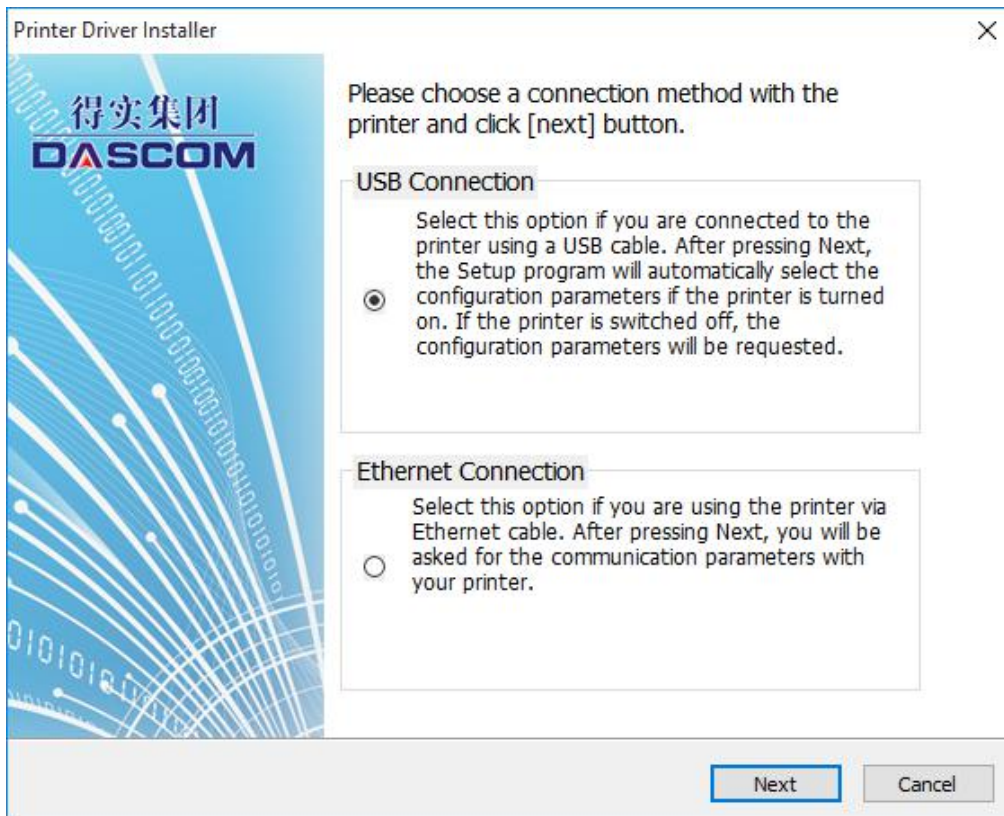 Printer Driver Installer
得实集团
DASCOM
Please choose a connection method with the
printer and click [next] button.
USB Connection
Select this option if you are connected to the
printer using a USB cable. After pressing Next,
the Setup program will automatically select the
configuration parameters if the printer is turned
on. If the printer is switched off, the
configuration parameters will be requested.
Ethernet Connection
Select this option if you are using the printer via
Ethernet cable. After pressing Next, you will be
asked for the communication parameters with
your printer.
Next
Cancel